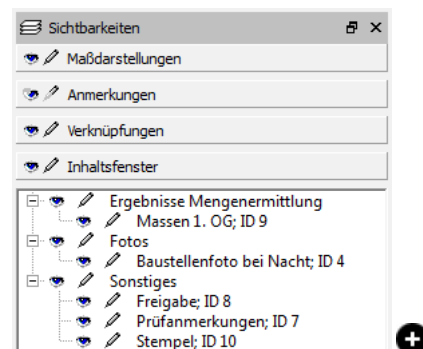 Sichtbarkeiten
Maßdarstellungen
Anmerkungen
Verknüpfungen
Inhaltsfenster
Ergebnisse Mengenermittlung
Massen 1. OG; ID 9
Fotos
Baustellenfoto bei Nacht; ID 4
Sonstiges
Freigabe; ID 8
Prüfanmerkungen; ID 7
Stempel; ID 10